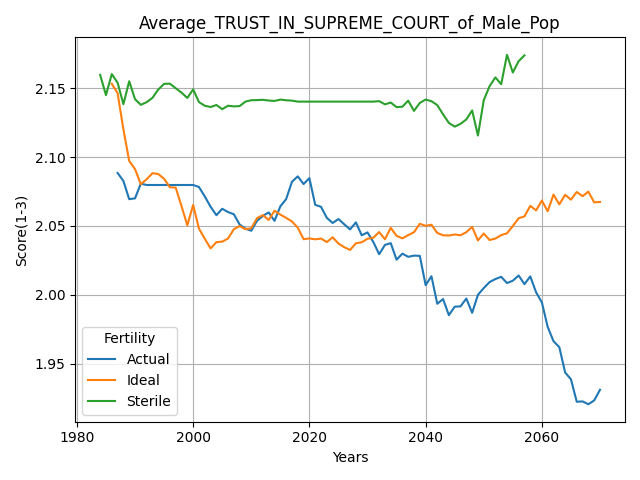 Average_TRUST_IN_SUPREME_COURT_of_Male_Pop
Score(1-3)
2.15
2.10
2.05
2.00
1.95
Fertility
Actual
Ideal
Sterile
1980
2000
2020
2040
2060
Years